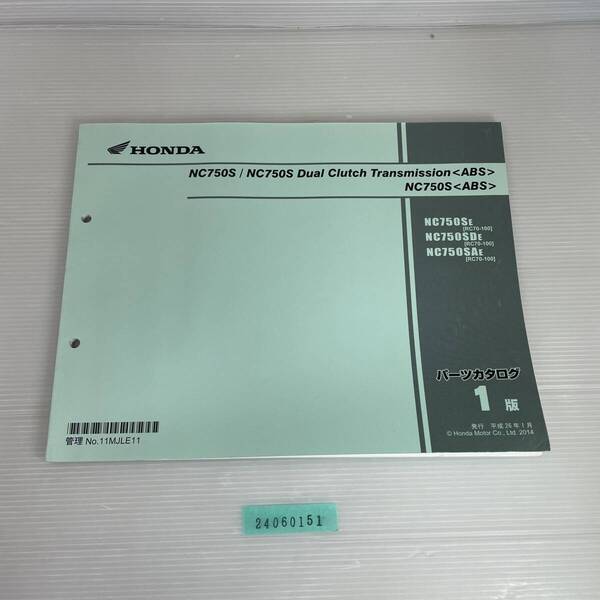 HONDA
NC750S / NC750S Dual Clutch Transmission<ABS>
NC750S<ABS>
NC750SE
[RC70-100]
NC750SDE
[RC70-100]
NC750SAE
[RC70-100]
パーツカタログ
1 版
発行 平成 26 年 1 月
© Honda Motor Co., Ltd. 2014
管理 No.11MJLE11
24060151